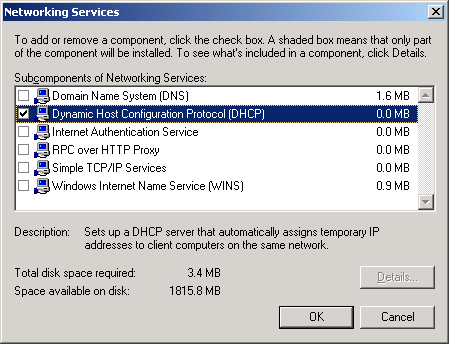 Networking Services
To add or remove a component, click the check box. A shaded box means that only part
of the component will be installed. To see what's included in a component, click Details.
Subcomponents of Networking Services:
Domain Name System (DNS) 1.6 MB
Dynamic Host Configuration Protocol (DHCP) 0.0 MB
Internet Authentication Service 0.0 MB
RPC over HTTP Proxy 0.0 MB
Simple TCP/IP Services 0.0 MB
Windows Internet Name Service (WINS) 0.9 MB
Description: Sets up a DHCP server that automatically assigns temporary IP
addresses to client computers on the same network.
Total disk space required: 3.4 MB
Space available on disk: 1815.8 MB
Details...
OK Cancel